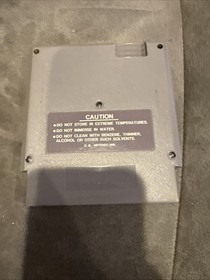 CAUTION
•DO NOT STORE IN EXTREME TEMPERATURES.
•DO NOT IMMERSE IN WATER.
•DO NOT CLEAN WITH BENZENE, THINNER,
ALCOHOL OR OTHER SUCH SOLVENTS.